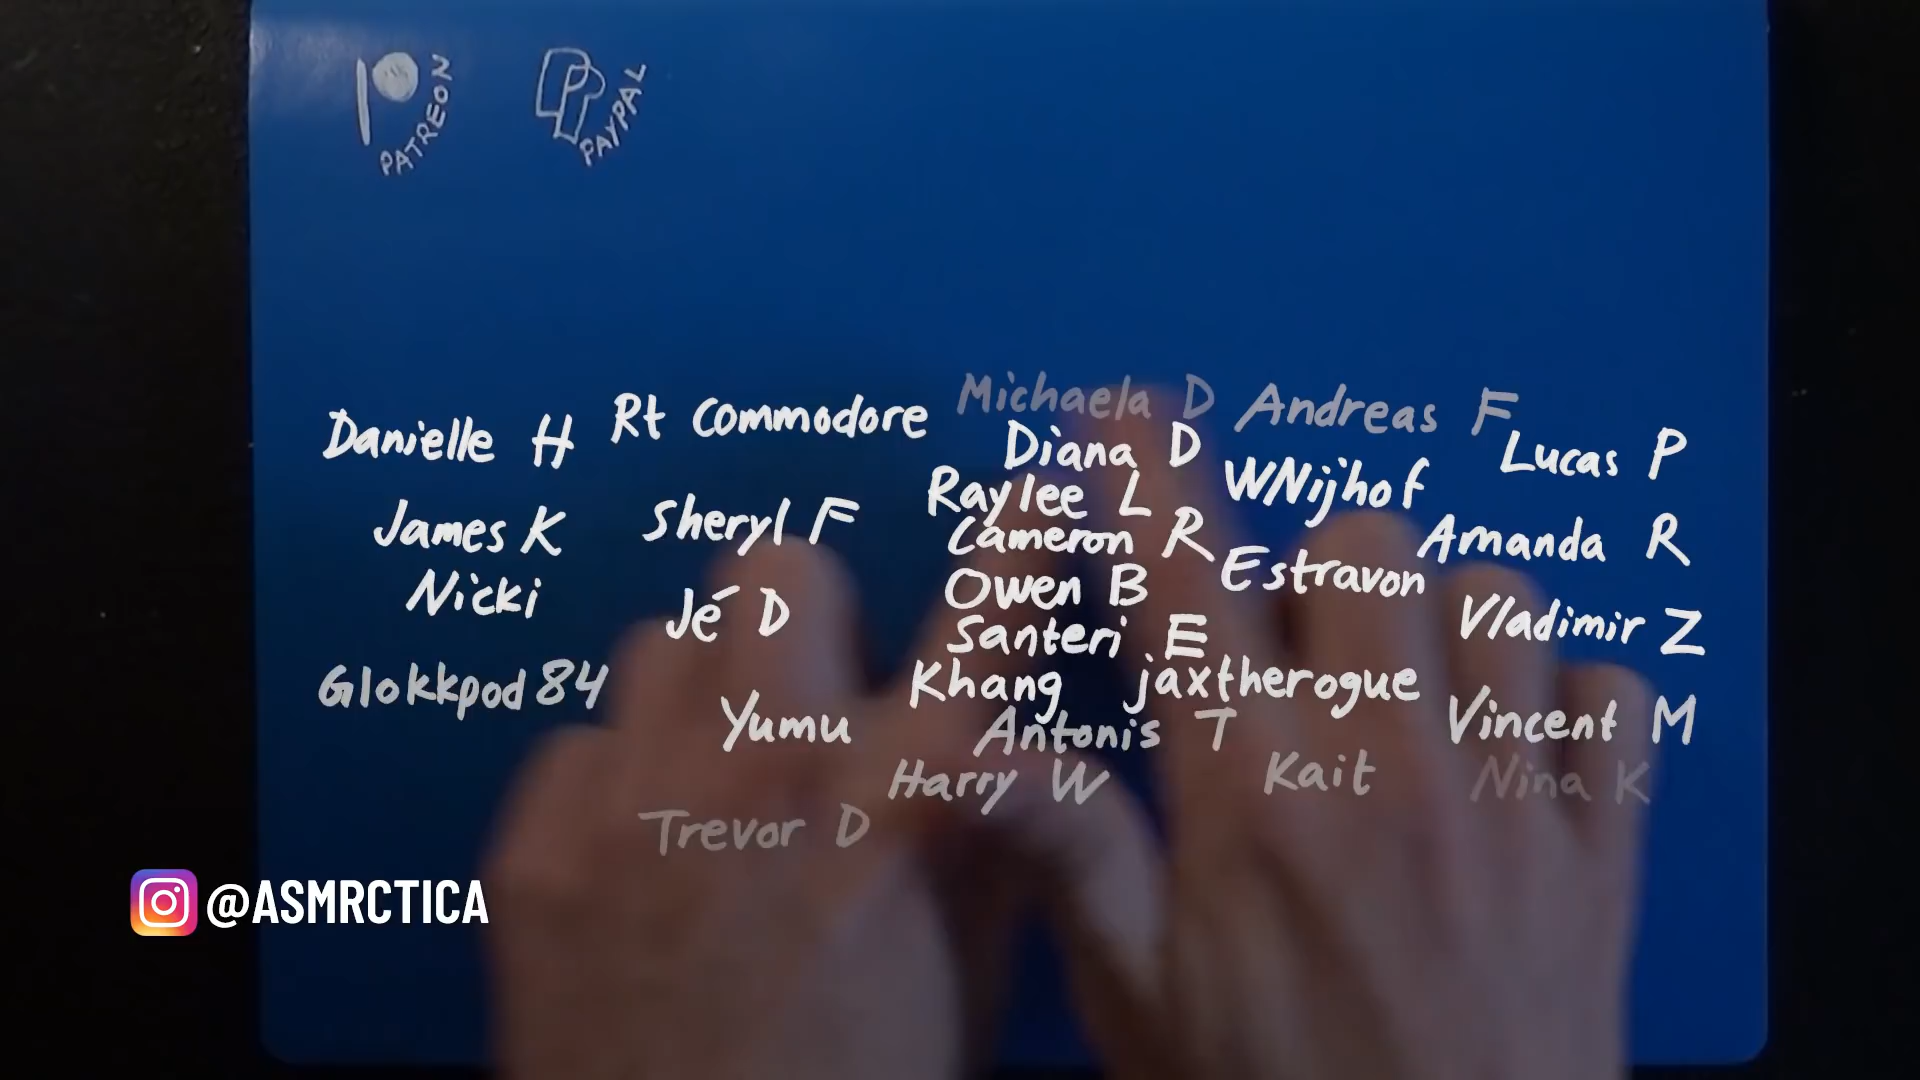 PATREON
PAYPAL
Danielle H
Rt Commodore
Michaela D
Andreas F
Diana D
Lucas P
Raylee L
WNijhof
James K
Sheryl F
Cameron R
Amanda R
Nicki
Jé D
Owen B
Estravon
Santeri E
Vladimir Z
Glokkpod84
Khang
jaxtherogue
Yumu
Antonis T
Vincent M
Harry W
Kait
Nina K
Trevor D
@ASMRCTICA